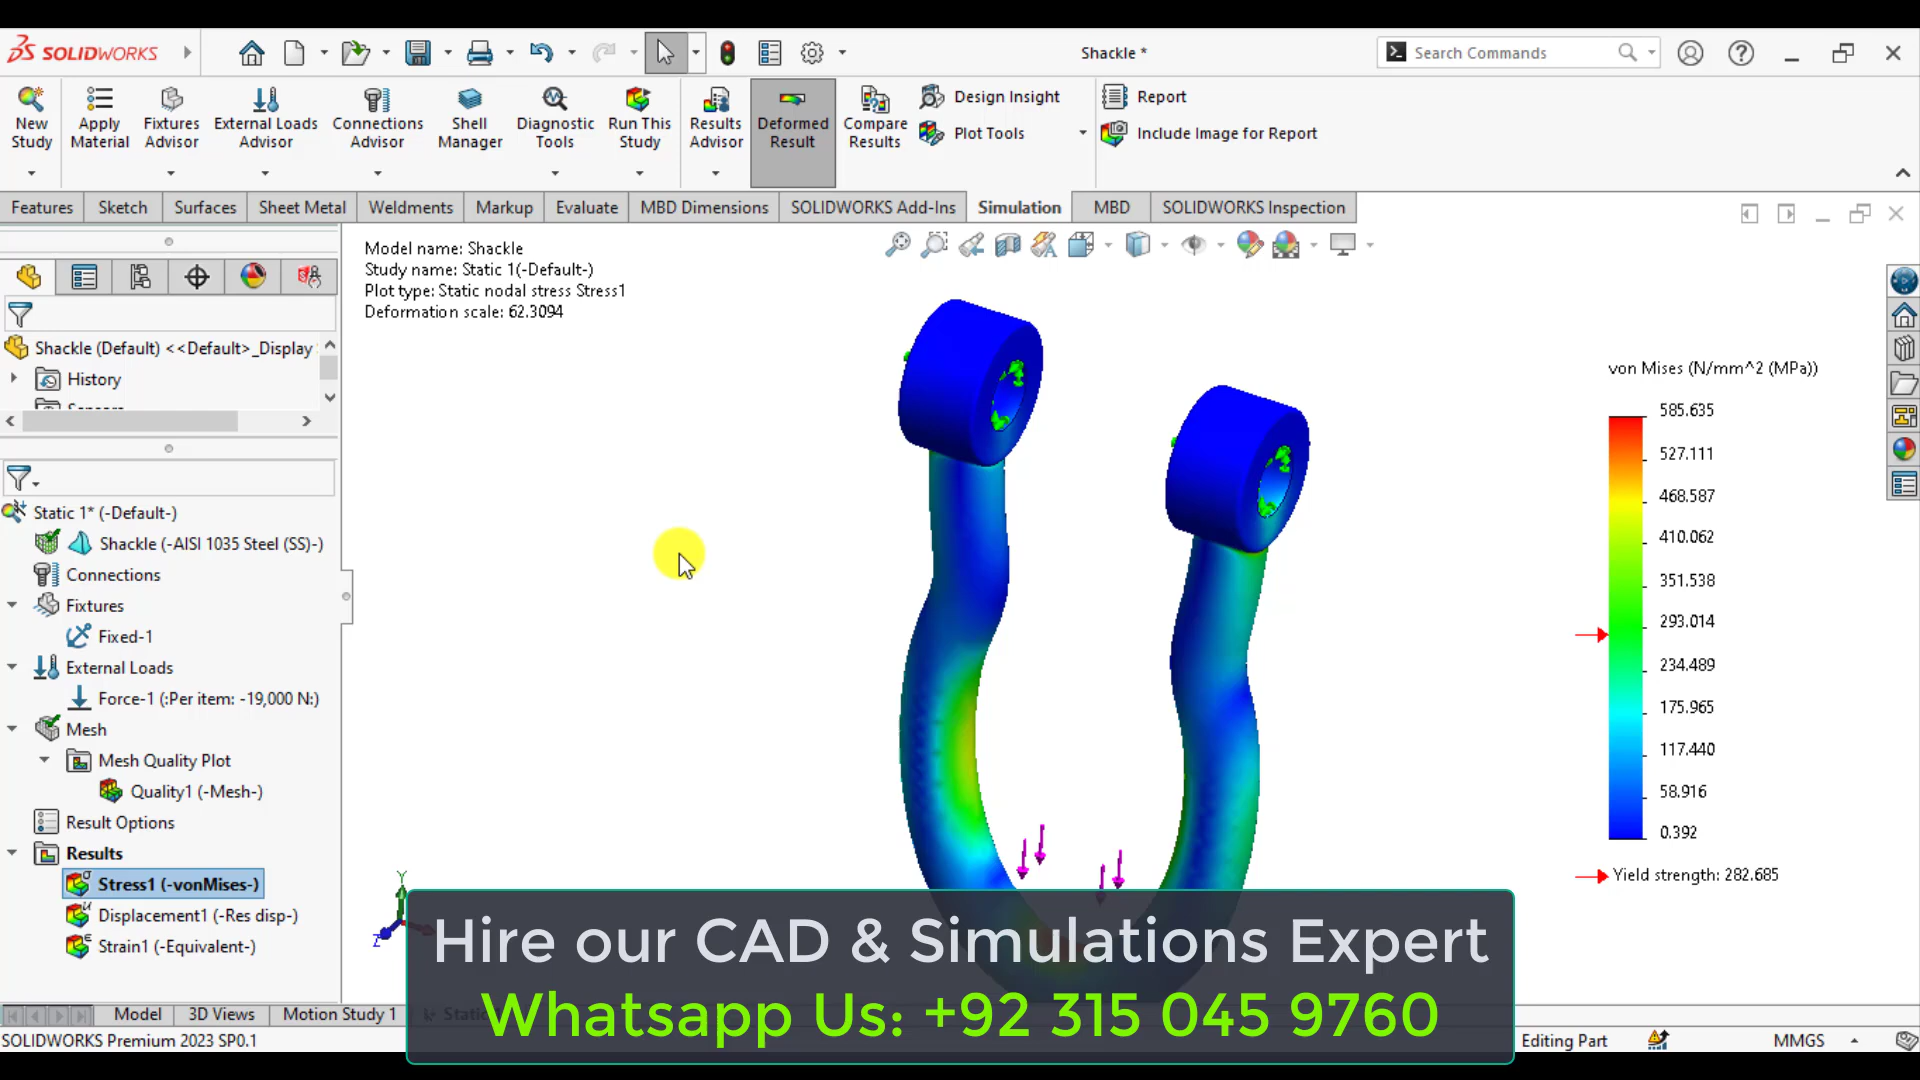 SOLIDWORKS
Shackle *
Search Commands
New Study
Apply Material
Fixtures Advisor
External Loads Advisor
Connections Advisor
Shell Manager
Diagnostic Tools
Run This Study
Results Advisor
Deformed Result
Compare Results
Design Insight
Plot Tools
Report
Include Image for Report
Features
Sketch
Surfaces
Sheet Metal
Weldments
Markup
Evaluate
MBD Dimensions
SOLIDWORKS Add-Ins
Simulation
MBD
SOLIDWORKS Inspection
Shackle (Default) <<Default>_Display
History
Static 1* (-Default-)
Shackle (-AISI 1035 Steel (SS)-)
Connections
Fixtures
Fixed-1
External Loads
Force-1 (:Per item: -19,000 N:)
Mesh
Mesh Quality Plot
Quality1 (-Mesh-)
Result Options
Results
Stress1 (-vonMises-)
Displacement1 (-Res disp-)
Strain1 (-Equivalent-)
Model name: Shackle
Study name: Static 1(-Default-)
Plot type: Static nodal stress Stress1
Deformation scale: 62.3094
von Mises (N/mm^2 (MPa))
585.635
527.111
468.587
410.062
351.538
293.014
234.489
175.965
117.440
58.916
0.392
Yield strength: 282.685
Y
Z
Hire our CAD & Simulations Expert
Whatsapp Us: +92 315 045 9760
Model
3D Views
Motion Study 1
SOLIDWORKS Premium 2023 SP0.1
Editing Part
MMGS